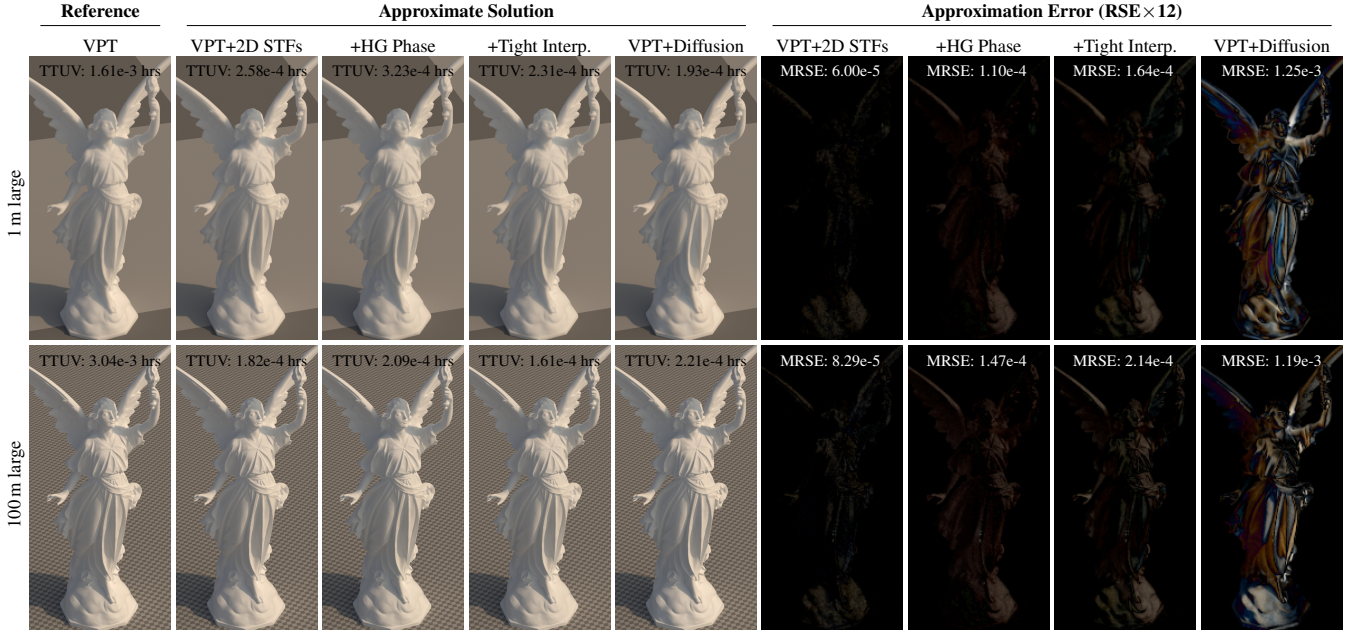 Reference Approximate Solution Approximation Error (RSE×12)
VPT VPT+2D STFs +HG Phase +Tight Interp. VPT+Diffusion VPT+2D STFs +HG Phase +Tight Interp. VPT+Diffusion
TTUV: 1.61e-3 hrs TTUV: 2.58e-4 hrs TTUV: 3.23e-4 hrs TTUV: 2.31e-4 hrs TTUV: 1.93e-4 hrs MRSE: 6.00e-5 MRSE: 1.10e-4 MRSE: 1.64e-4 MRSE: 1.25e-3
1 m large
TTUV: 3.04e-3 hrs TTUV: 1.82e-4 hrs TTUV: 2.09e-4 hrs TTUV: 1.61e-4 hrs TTUV: 2.21e-4 hrs MRSE: 8.29e-5 MRSE: 1.47e-4 MRSE: 2.14e-4 MRSE: 1.19e-3
100 m large